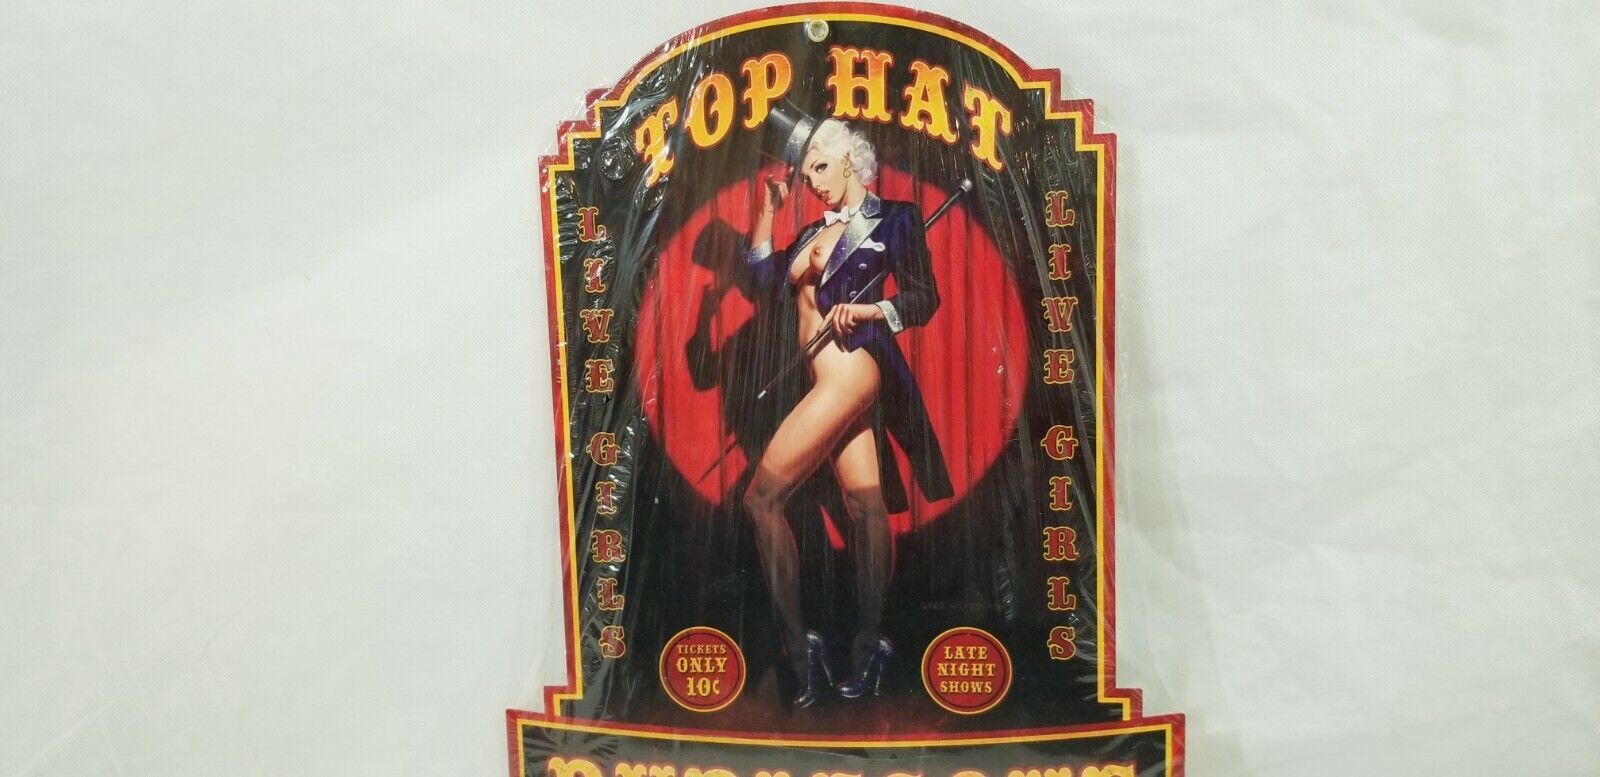 TOP HAT
LIVE GIRLS
LIVE GIRLS
TICKETS
ONLY
10¢
LATE
NIGHT
SHOWS